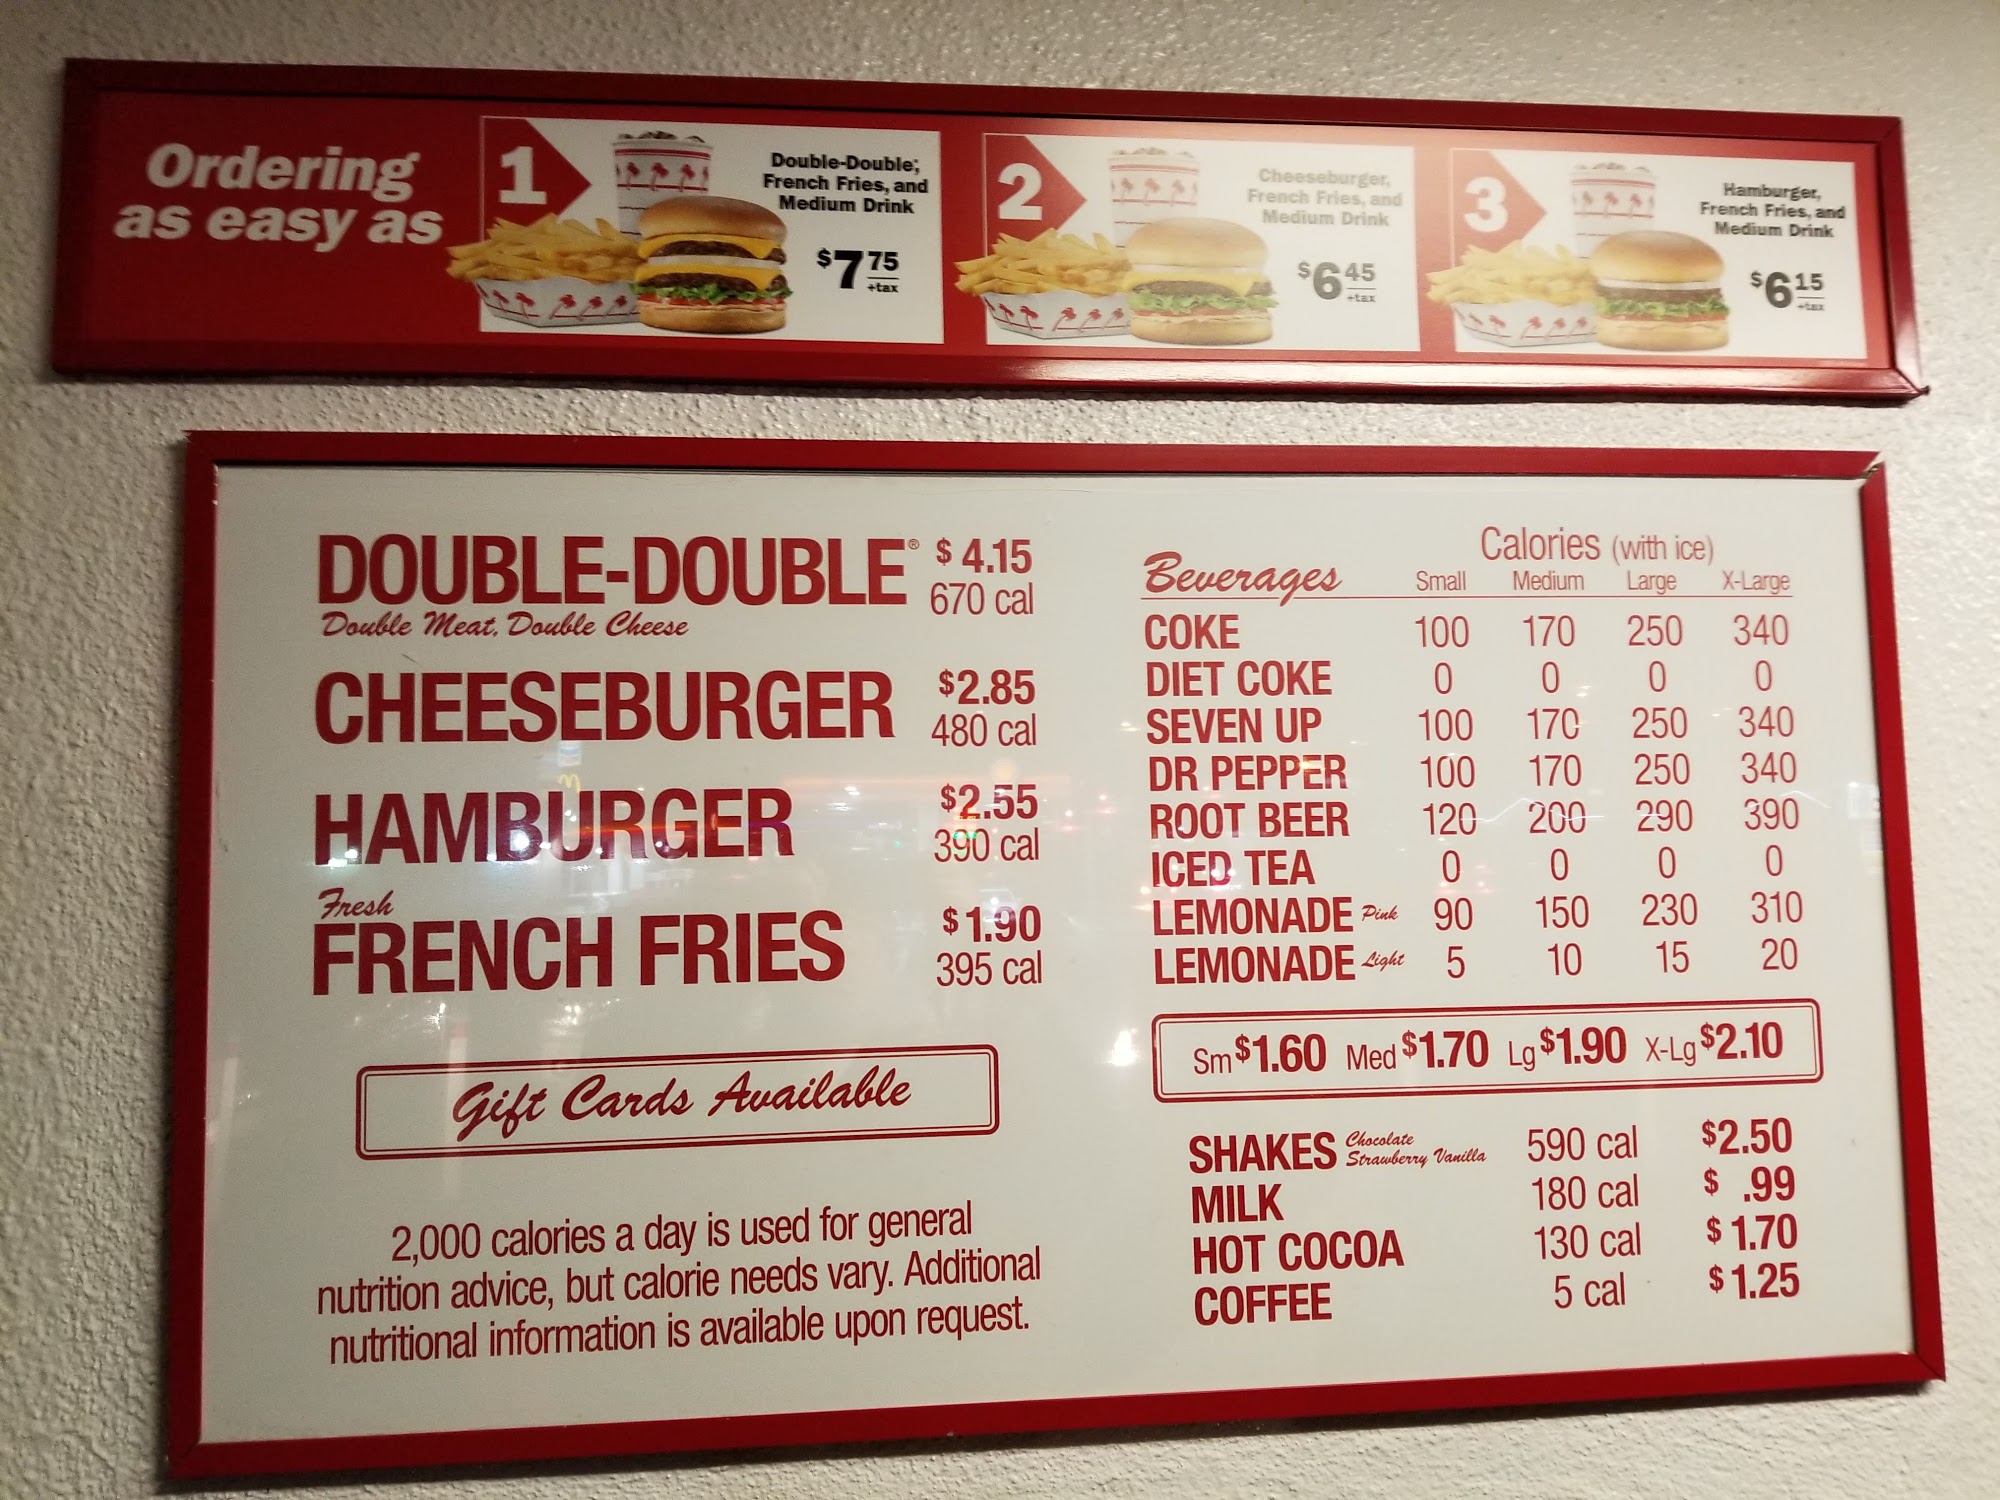 Ordering
as easy as
1
Double-Double,
French Fries, and
Medium Drink
$7 75
+tax
2
Cheeseburger,
French Fries, and
Medium Drink
$6 45
+tax
3
Hamburger,
French Fries, and
Medium Drink
$6 15
+tax
DOUBLE-DOUBLE® $ 4.15
Double Meat, Double Cheese 670 cal
CHEESEBURGER $2.85
480 cal
HAMBURGER $2.55
390 cal
Fresh
FRENCH FRIES $1.90
395 cal
Gift Cards Available
2,000 calories a day is used for general
nutrition advice, but calorie needs vary. Additional
nutritional information is available upon request.
Calories (with ice)
Beverages Small Medium Large X-Large
COKE 100 170 250 340
DIET COKE 0 0 0 0
SEVEN UP 100 170 250 340
DR PEPPER 100 170 250 340
ROOT BEER 120 200 290 390
ICED TEA 0 0 0 0
LEMONADE Pink 90 150 230 310
LEMONADE Light 5 10 15 20
Sm $1.60 Med $1.70 Lg $1.90 X-Lg $2.10
SHAKES Chocolate Strawberry Vanilla 590 cal $2.50
MILK 180 cal $ .99
HOT COCOA 130 cal $ 1.70
COFFEE 5 cal $ 1.25